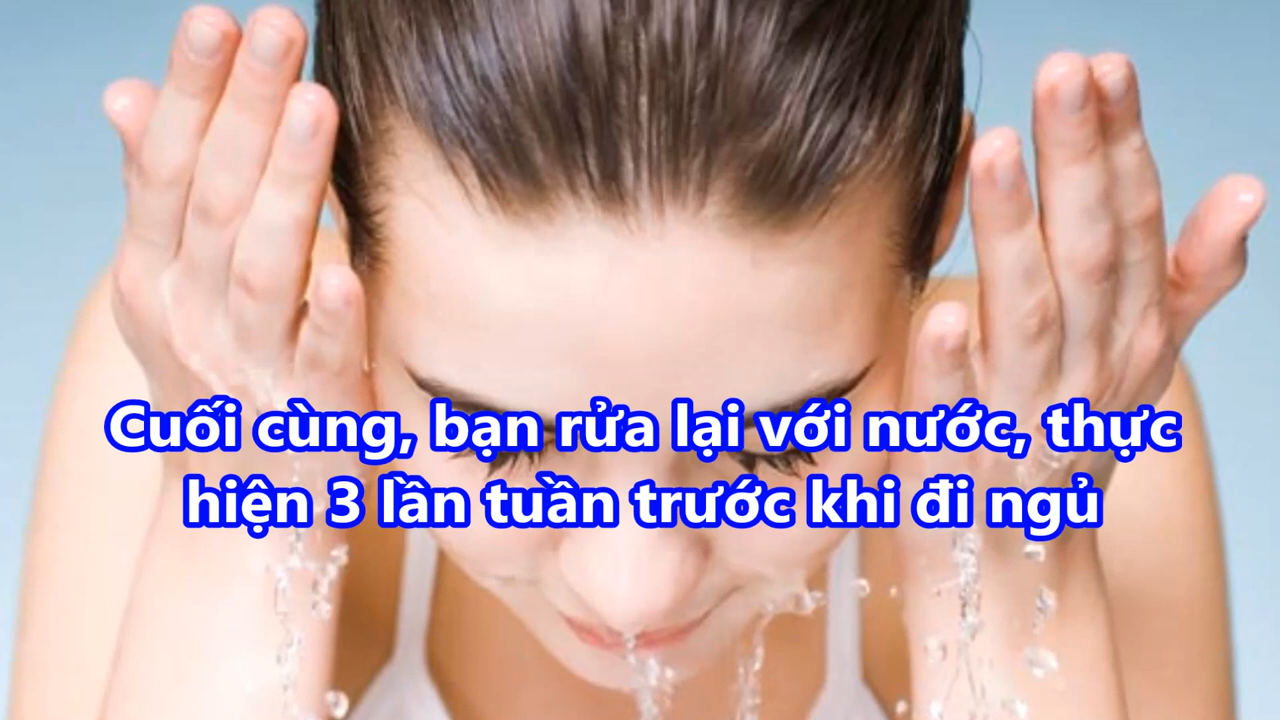 Cuối cùng, bạn rửa lại với nước, thực
hiện 3 lần tuần trước khi đi ngủ